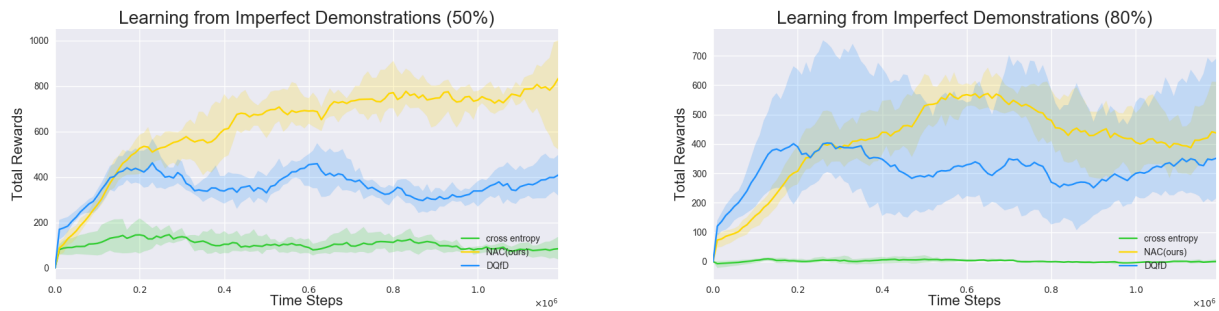 Learning from Imperfect Demonstrations (50%)
1000
800
600
400
200
0
Total Rewards
cross entropy
NAC(ours)
DQfD
0.0 0.2 0.4 0.6 0.8 1.0
Time Steps
×10⁶
Learning from Imperfect Demonstrations (80%)
700
600
500
400
300
200
100
0
Total Rewards
cross entropy
NAC(ours)
DQfD
0.0 0.2 0.4 0.6 0.8 1.0
Time Steps
×10⁶